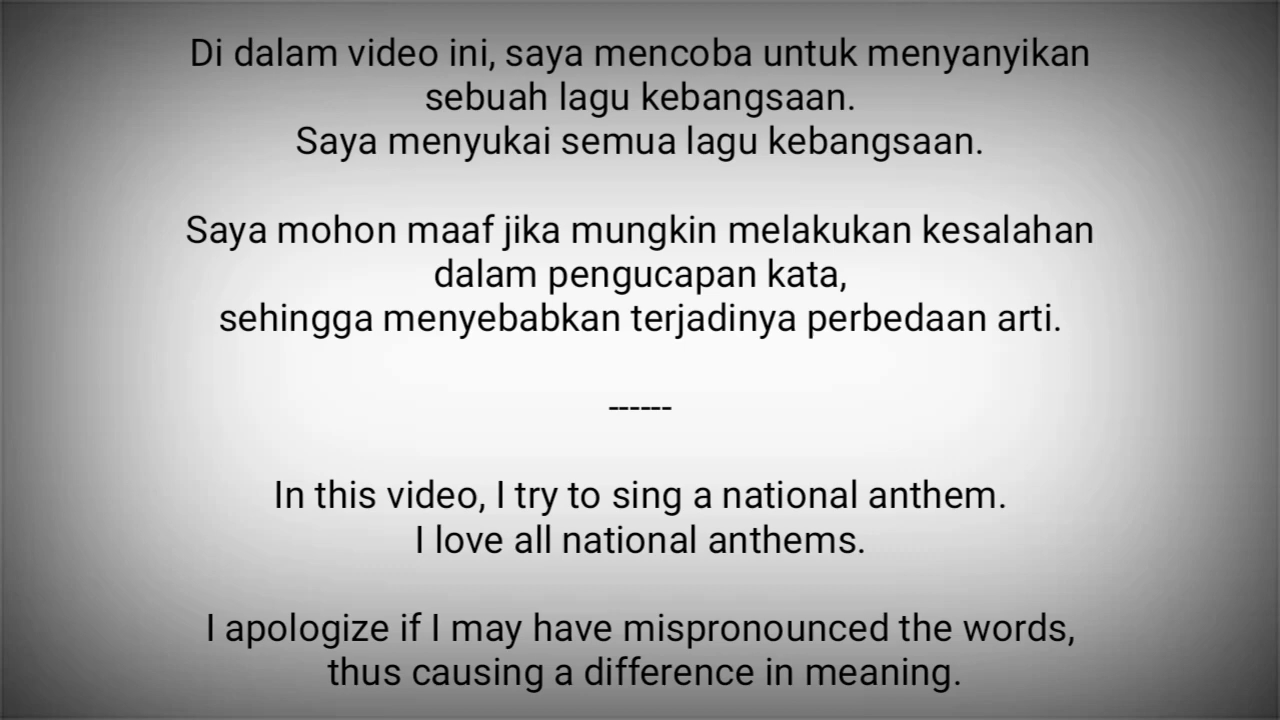 Di dalam video ini, saya mencoba untuk menyanyikan
sebuah lagu kebangsaan.
Saya menyukai semua lagu kebangsaan.
Saya mohon maaf jika mungkin melakukan kesalahan
dalam pengucapan kata,
sehingga menyebabkan terjadinya perbedaan arti.
------
In this video, I try to sing a national anthem.
I love all national anthems.
I apologize if I may have mispronounced the words,
thus causing a difference in meaning.